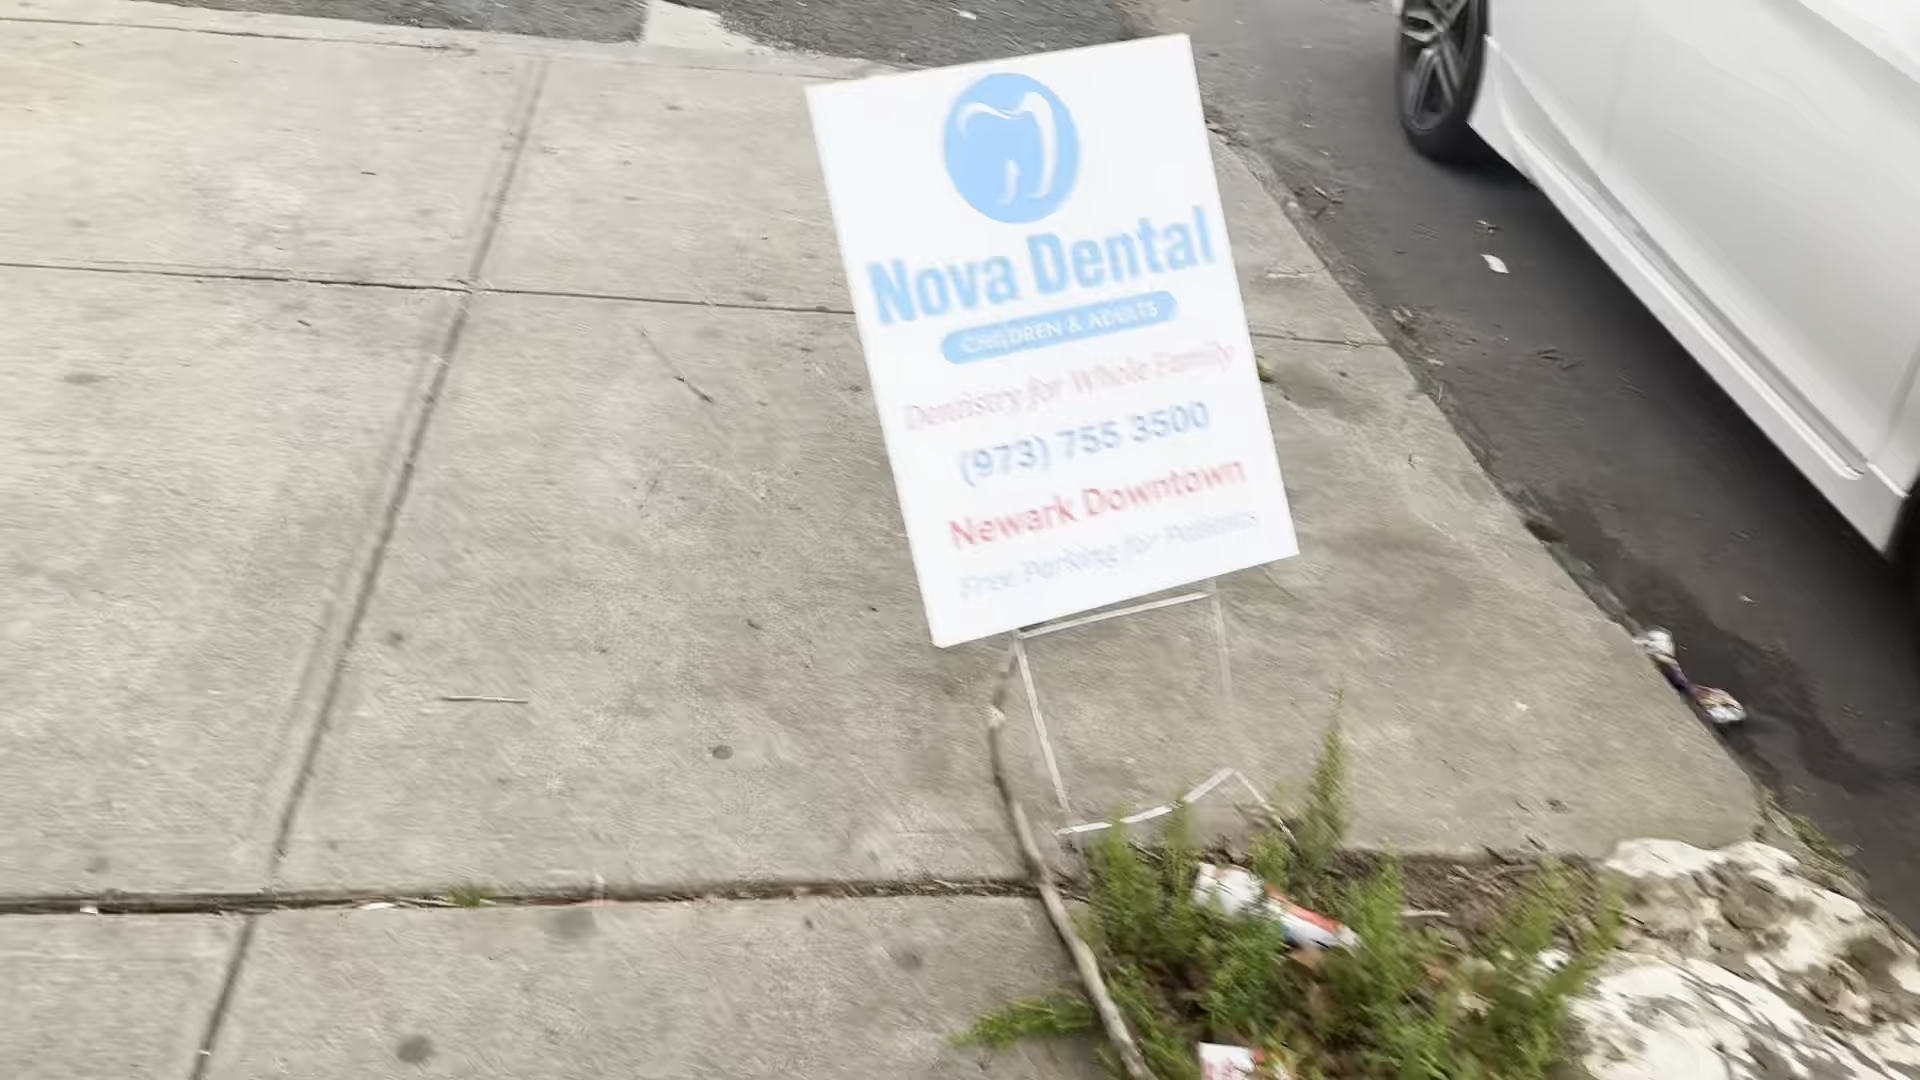 Nova Dental
CHILDREN & ADULTS
Dentistry for Whole Family
(973) 755 3500
Newark Downtown
Free Parking for Patients